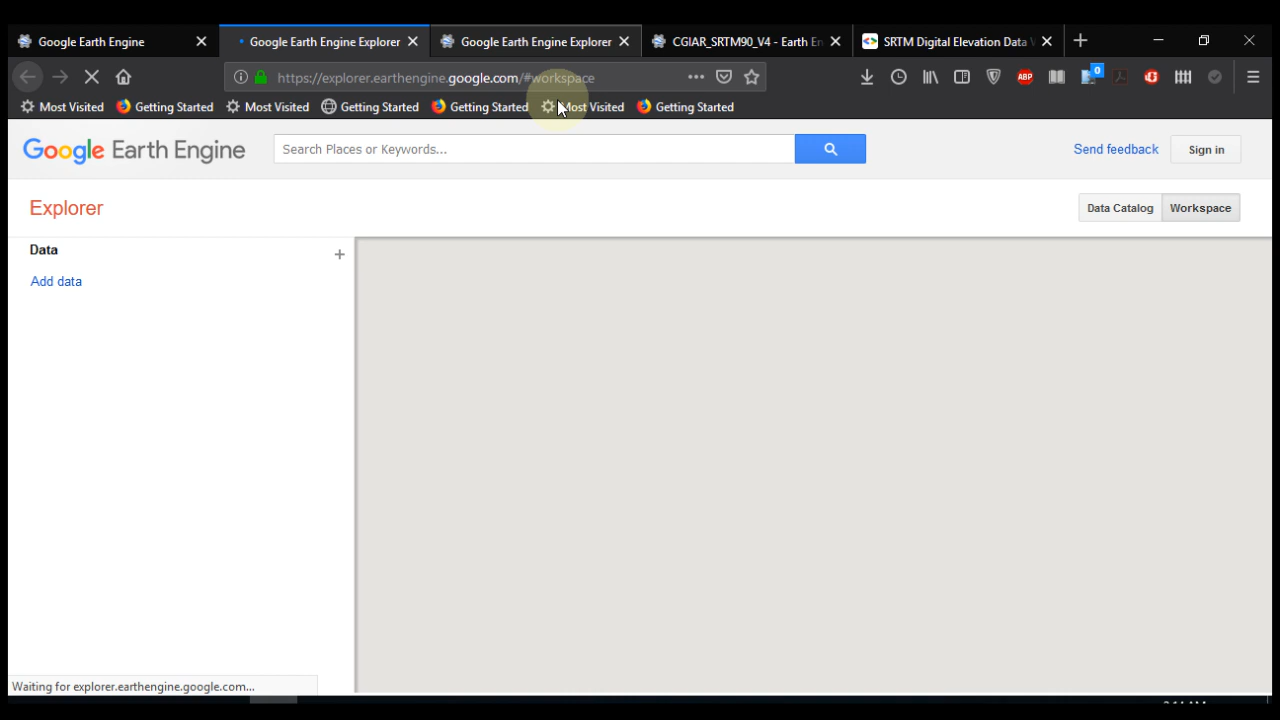 Google Earth Engine
Google Earth Engine Explorer
Google Earth Engine Explorer
CGIAR_SRTM90_V4 - Earth En
SRTM Digital Elevation Data V
https://explorer.earthengine.google.com/#workspace
ABP
0
Most Visited
Getting Started
Most Visited
Getting Started
Getting Started
Most Visited
Getting Started
Google Earth Engine
Search Places or Keywords...
Send feedback
Sign in
Explorer
Data Catalog
Workspace
Data
Add data
Waiting for explorer.earthengine.google.com...